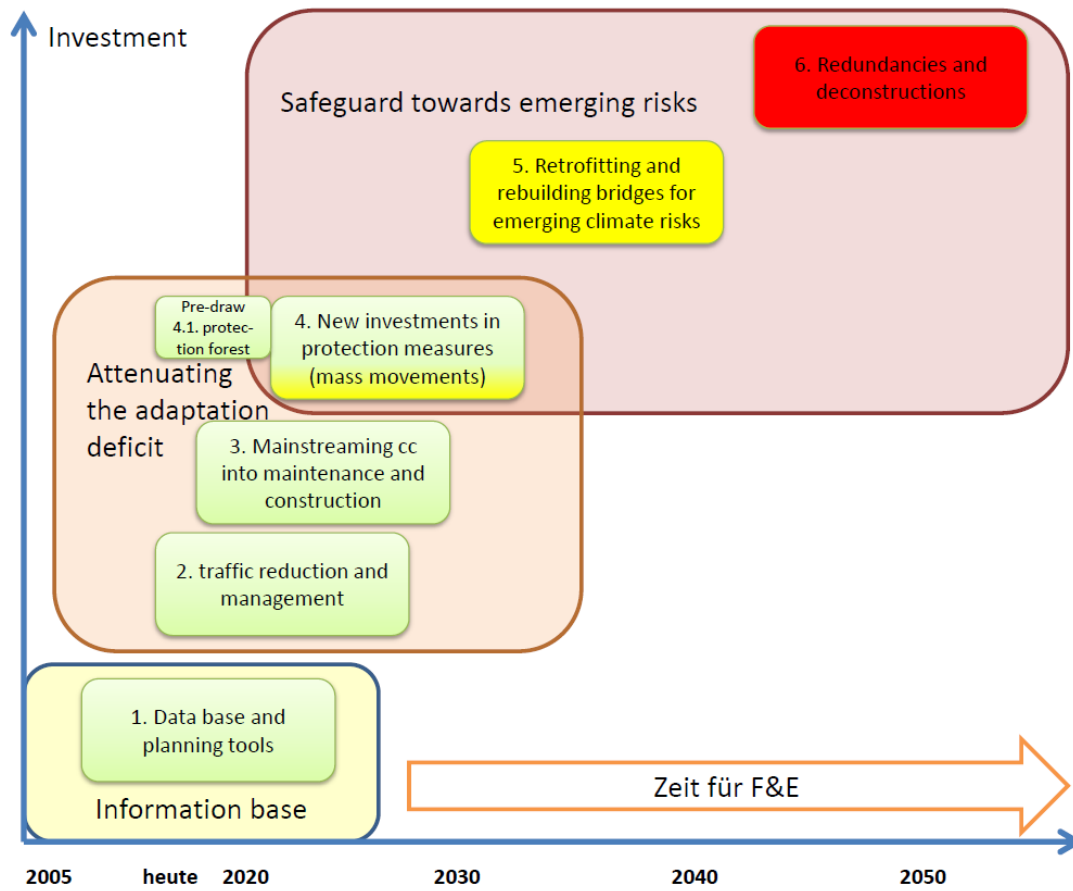 Investment
6. Redundancies and
deconstructions
Safeguard towards emerging risks
5. Retrofitting and
rebuilding bridges for
emerging climate risks
Pre-draw
4.1. protec-
tion forest
4. New investments in
protection measures
(mass movements)
Attenuating
the adaptation
deficit
3. Mainstreaming cc
into maintenance and
construction
2. traffic reduction and
management
1. Data base and
planning tools
Information base
Zeit für F&E
2005 heute 2020 2030 2040 2050